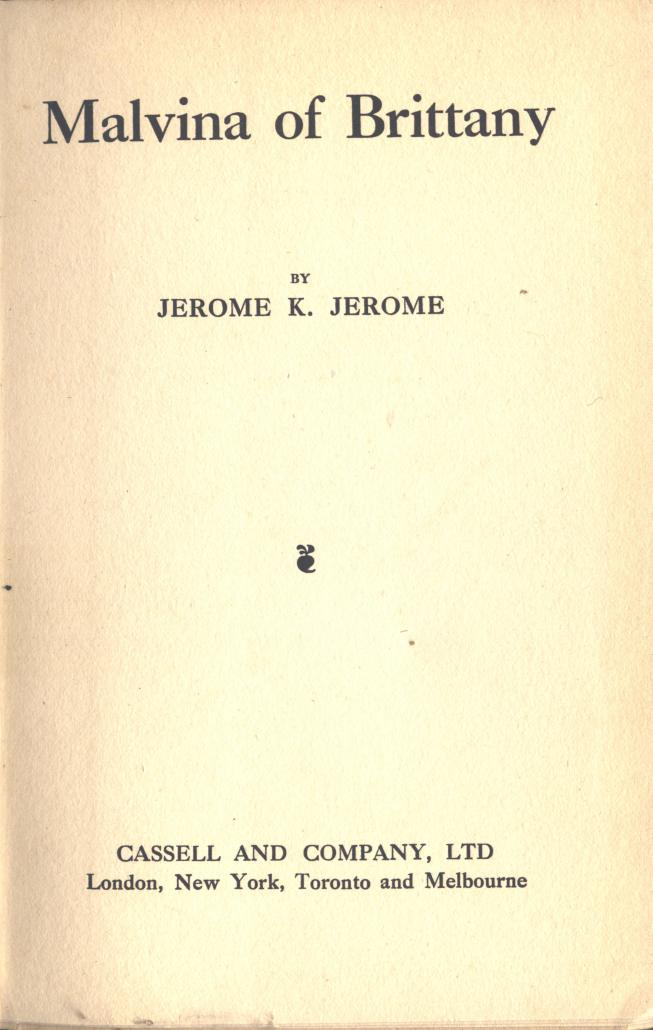 Malvina of Brittany
BY
JEROME K. JEROME
CASSELL AND COMPANY, LTD
London, New York, Toronto and Melbourne